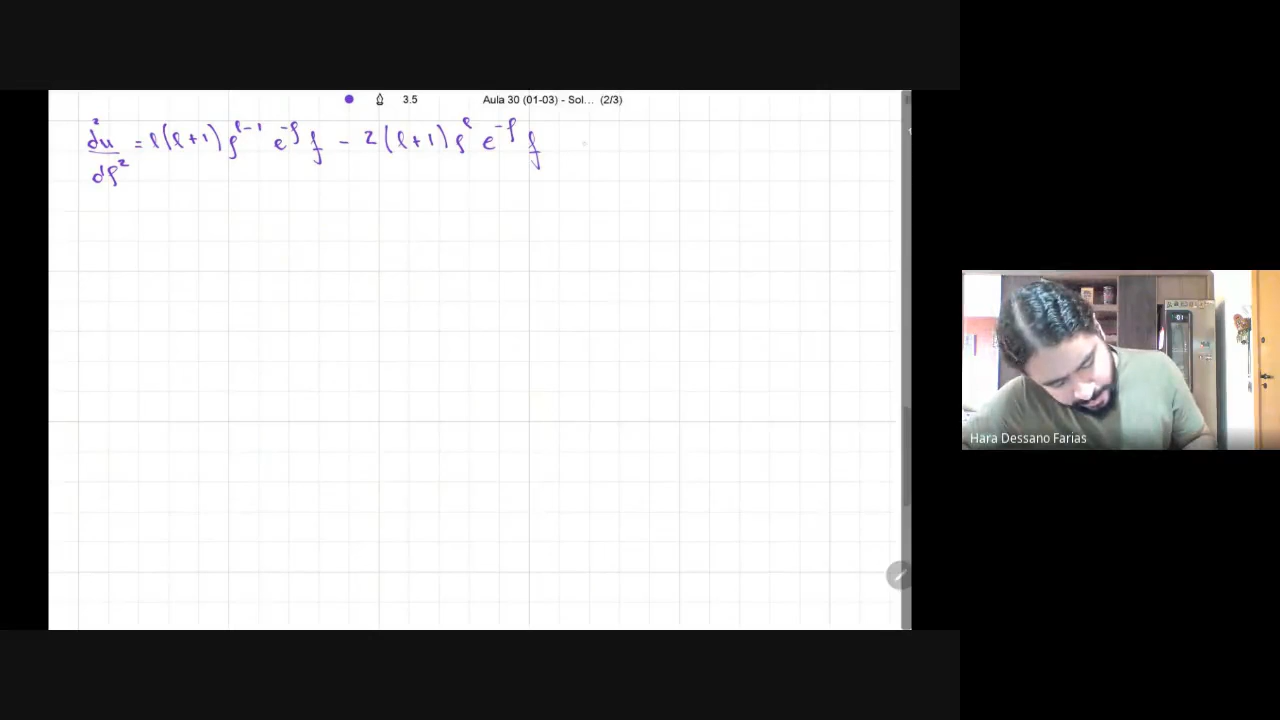 3.5 Aula 30 (01-03) - Sol... (2/3)
d²u/dρ² = l(l+1)ρ^{l-1} e^{-ρ} f - 2(l+1)ρ^l e^{-ρ} f
Hara Dessano Farias